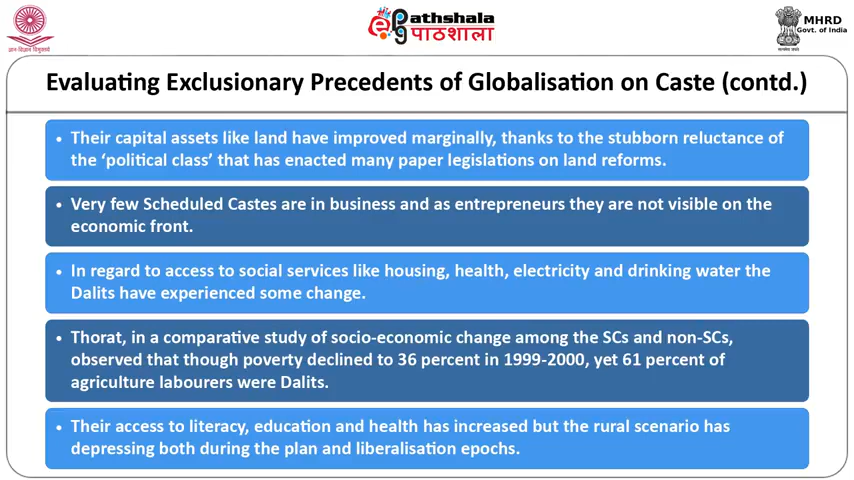 ePathshala
पाठशाला
ज्ञान-विज्ञान विमुक्तये
सत्यमेव जयते
MHRD
Govt. of India
Evaluating Exclusionary Precedents of Globalisation on Caste (contd.)
• Their capital assets like land have improved marginally, thanks to the stubborn reluctance of
the ‘political class’ that has enacted many paper legislations on land reforms.
• Very few Scheduled Castes are in business and as entrepreneurs they are not visible on the
economic front.
• In regard to access to social services like housing, health, electricity and drinking water the
Dalits have experienced some change.
• Thorat, in a comparative study of socio-economic change among the SCs and non-SCs,
observed that though poverty declined to 36 percent in 1999-2000, yet 61 percent of
agriculture labourers were Dalits.
• Their access to literacy, education and health has increased but the rural scenario has
depressing both during the plan and liberalisation epochs.